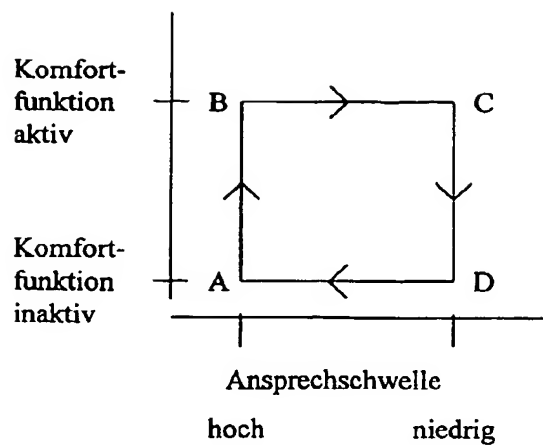 Komfort-
funktion
aktiv
B
C
Komfort-
funktion
inaktiv
A
D
Ansprechschwelle
hoch
niedrig